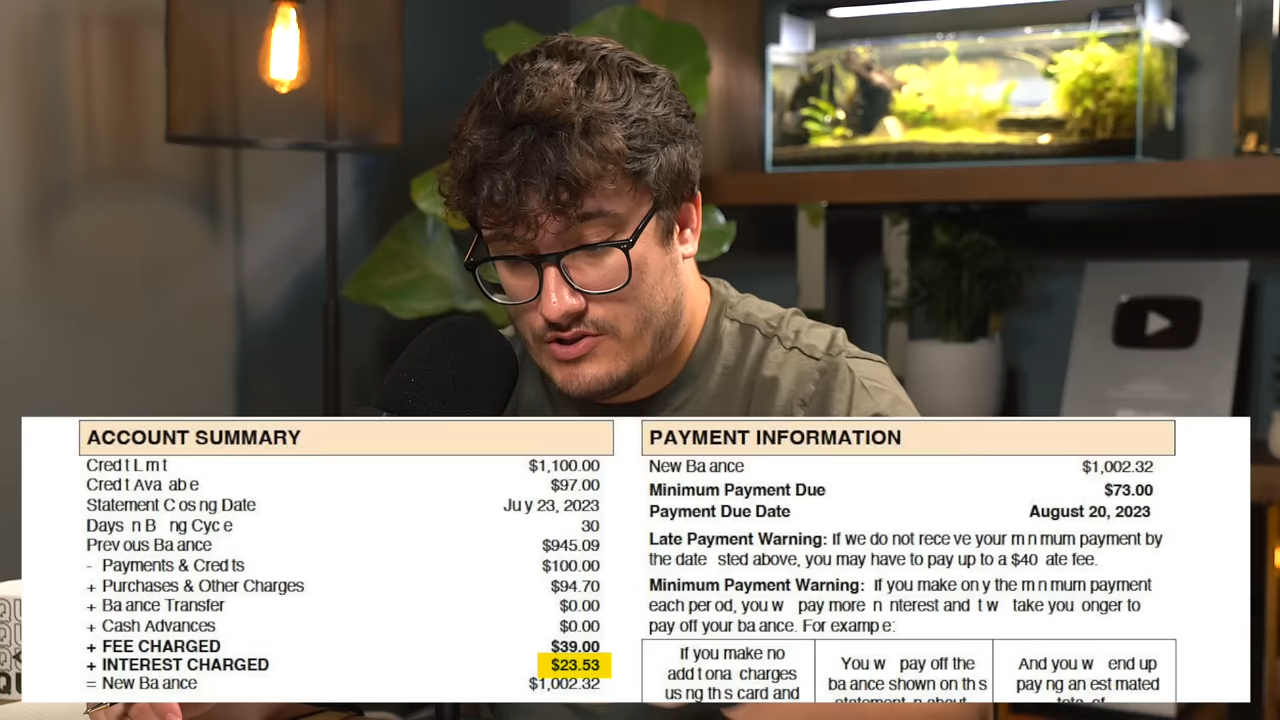 ACCOUNT SUMMARY
Cred t L m t $1,100.00
Cred t Ava ab e $97.00
Statement C os ng Date Ju y 23, 2023
Days n B ng Cyc e 30
Prev ous Ba ance $945.09
- Payments & Cred ts $100.00
+ Purchases & Other Charges $94.70
+ Ba ance Transfer $0.00
+ Cash Advances $0.00
+ FEE CHARGED $39.00
+ INTEREST CHARGED $23.53
= New Ba ance $1,002.32
PAYMENT INFORMATION
New Ba ance $1,002.32
Minimum Payment Due $73.00
Payment Due Date August 20, 2023
Late Payment Warning: If we do not rece ve your m n mum payment by
the date sted above, you may have to pay up to a $40 ate fee.
Minimum Payment Warning: If you make on y the m n mum payment
each per od, you w pay more n nterest and t w take you onger to
pay off your ba ance. For examp e:
If you make no
add t ona charges
us ng th s card and
You w pay off the
ba ance shown on th s
statement n about
And you w end up
pay ng an est mated
tota of